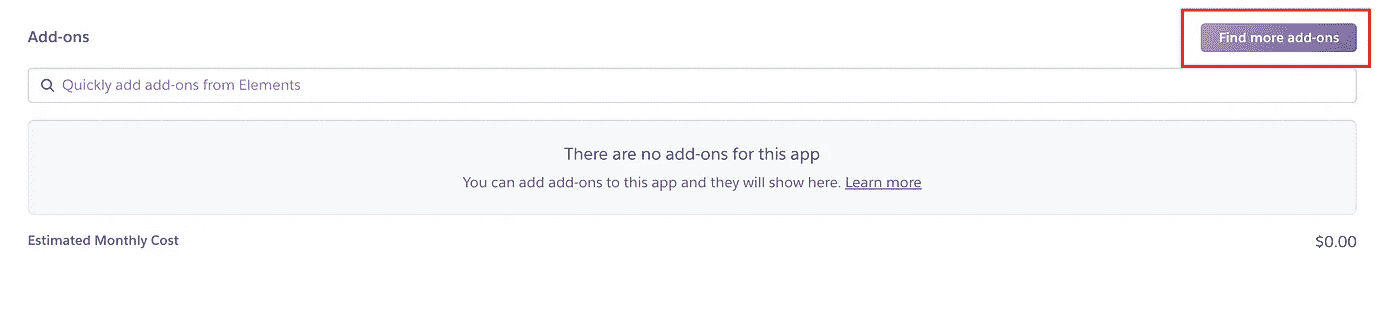 Add-ons
Find more add-ons
Quickly add add-ons from Elements
There are no add-ons for this app
You can add add-ons to this app and they will show here. Learn more
Estimated Monthly Cost
$0.00